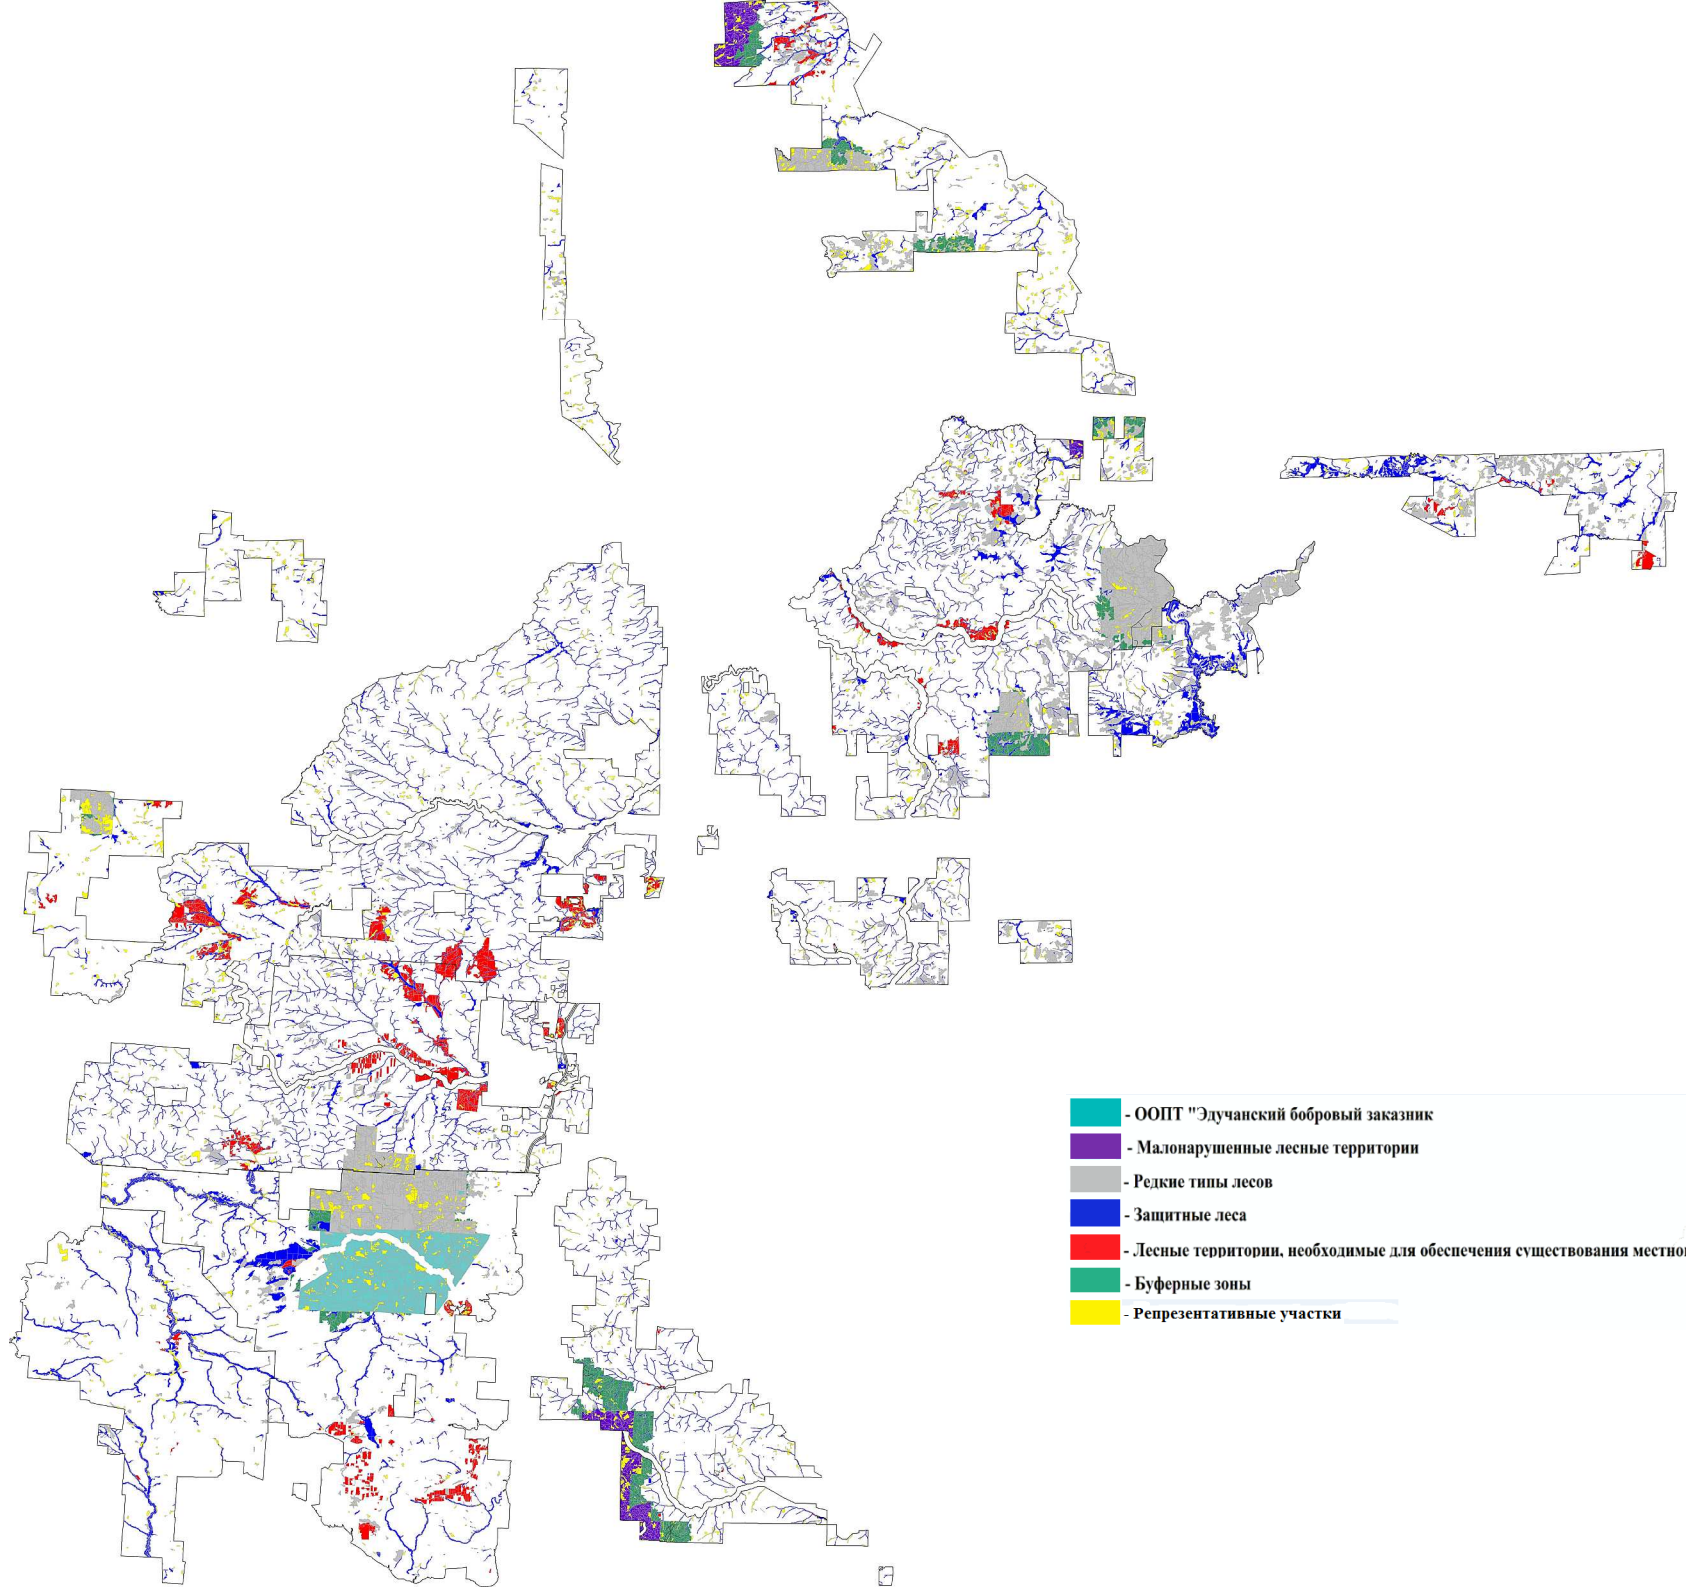 - ООПТ "Эдучанский бобровый заказник
- Малонарушенные лесные территории
- Редкие типы лесов
- Защитные леса
- Лесные территории, необходимые для обеспечения существования местног
- Буферные зоны
- Репрезентативные участки